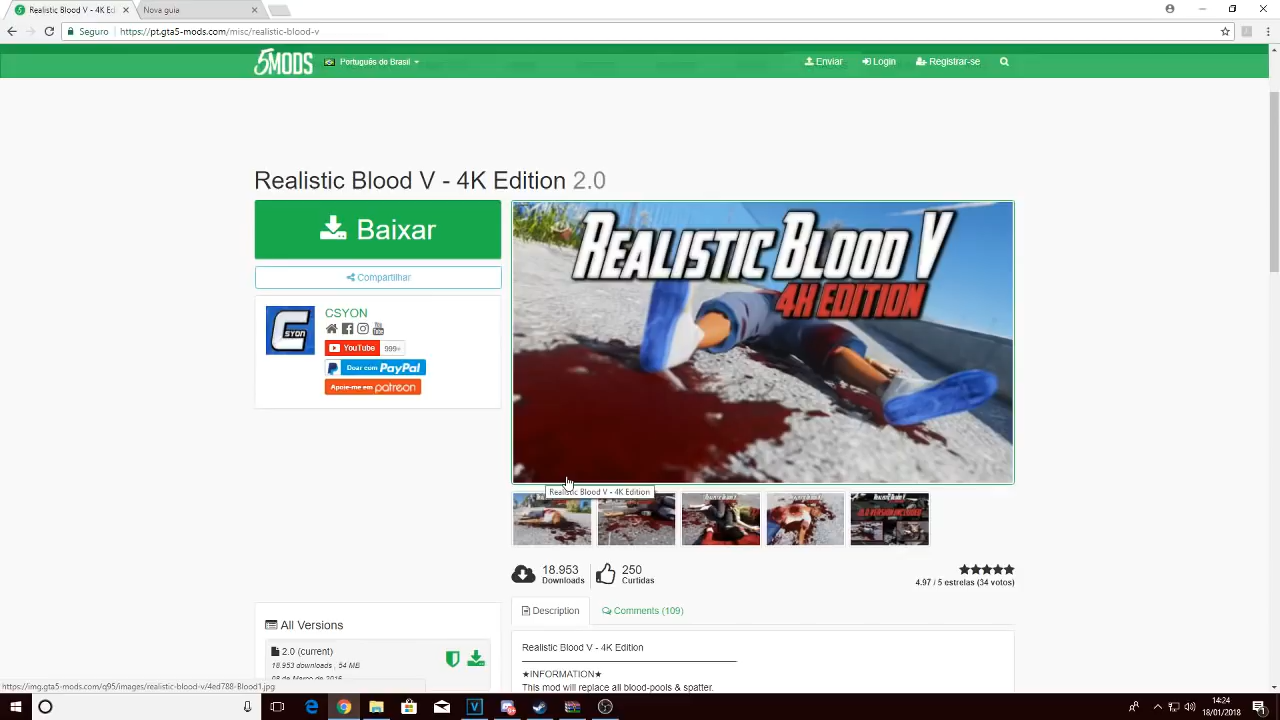 Realistic Blood V - 4K Ed
Nova guia
Seguro
https://pt.gta5-mods.com/misc/realistic-blood-v
5MODS
Português do Brasil
Enviar
Login
Registrar-se
Realistic Blood V - 4K Edition 2.0
Baixar
Compartilhar
CSYON
CSYON
YouTube 999+
Doar com PayPal
Apoie-me em patreon
REALISTIC BLOOD V
4K EDITION
Realistic Blood V - 4K Edition
18.953
Downloads
250
Curtidas
4.97 / 5 estrelas (34 votos)
Description
Comments (109)
All Versions
2.0 (current)
18.953 downloads , 54 MB
Realistic Blood V - 4K Edition
★INFORMATION★
This mod will replace all blood-pools & spatter.
https://img.gta5-mods.com/q95/images/realistic-blood-v/4ed788-Blood1.jpg
14:24
18/01/2018